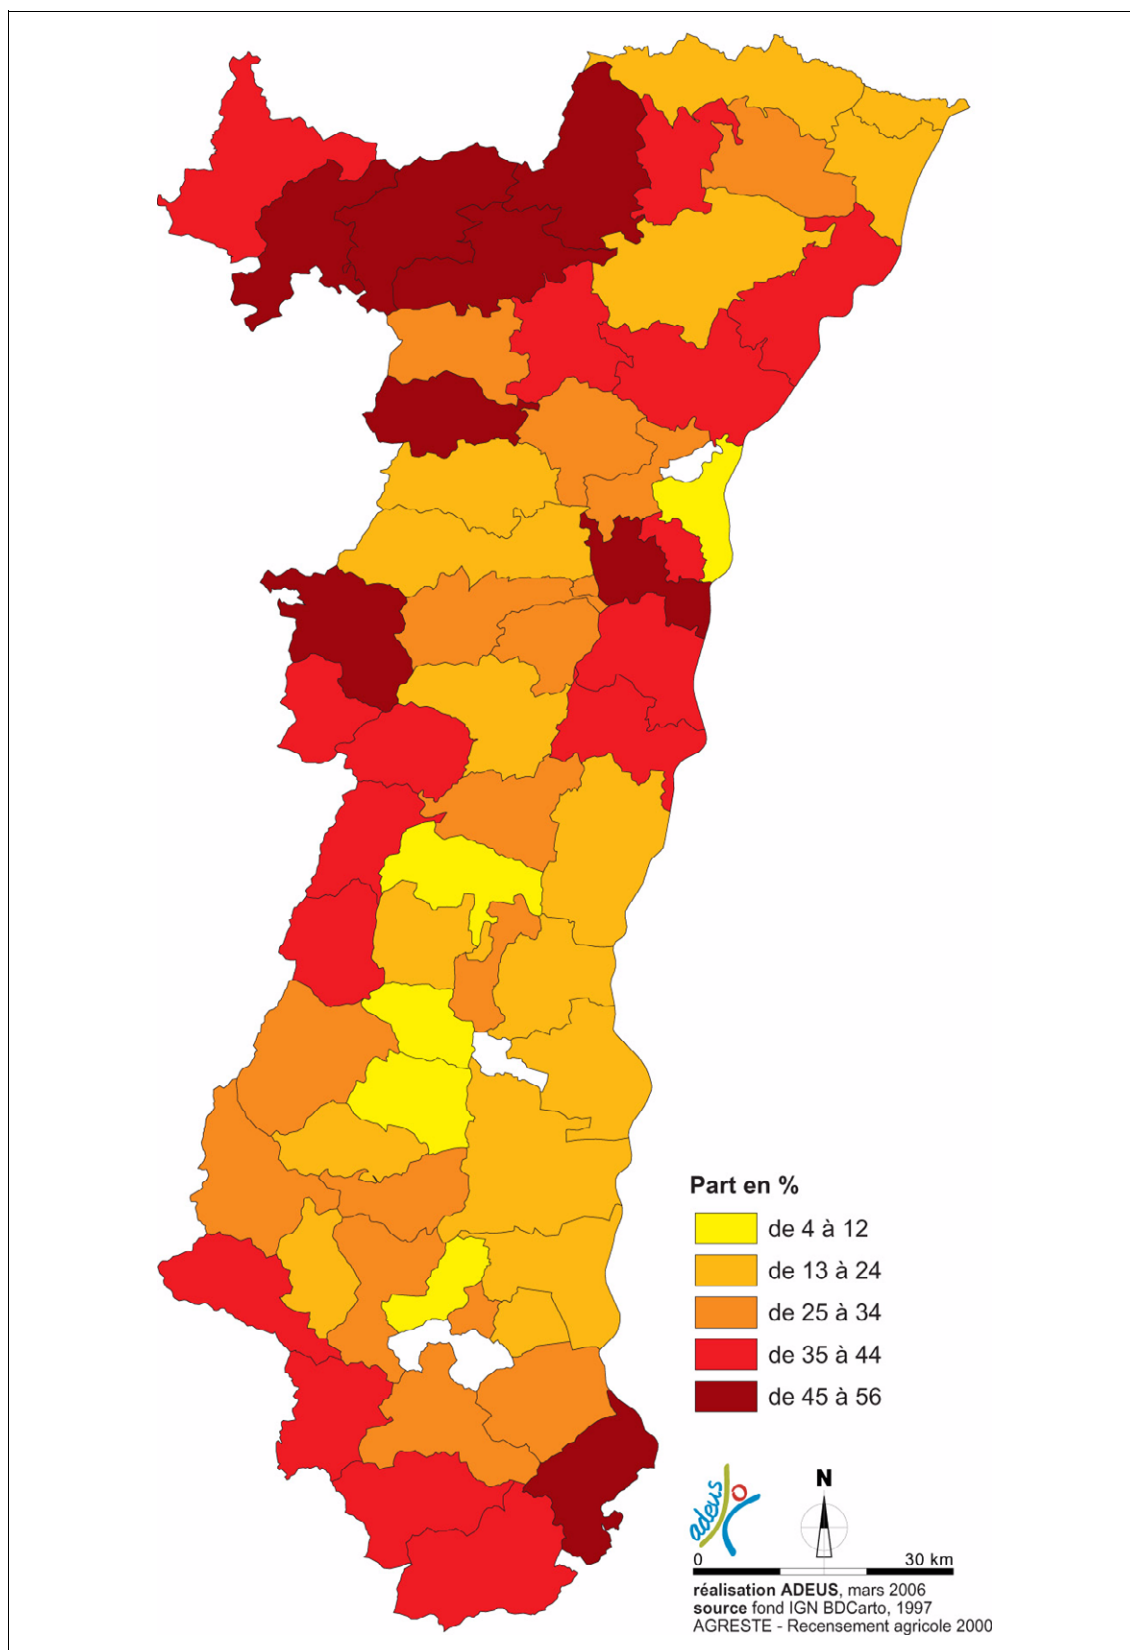 Part en %
de 4 à 12
de 13 à 24
de 25 à 34
de 35 à 44
de 45 à 56
adeus
N
0 30 km
réalisation ADEUS, mars 2006
source fond IGN BDCarto, 1997
AGRESTE - Recensement agricole 2000